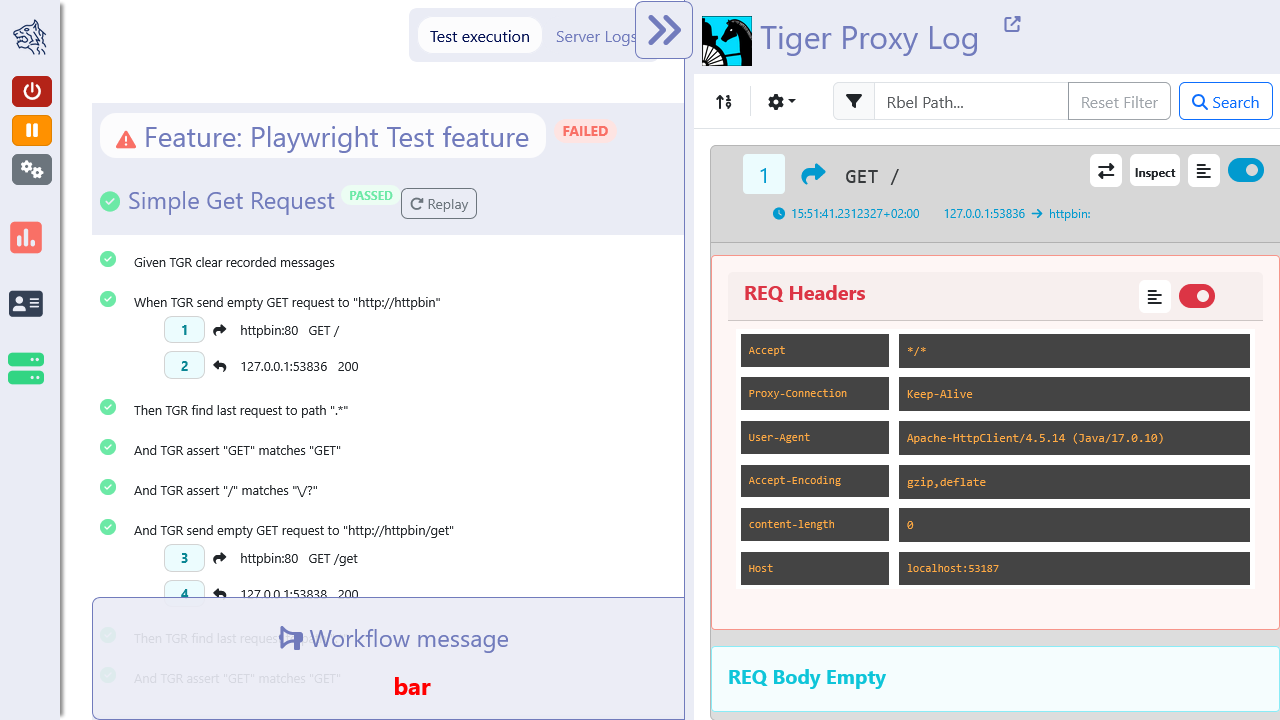 Test execution
Server Logs
Feature: Playwright Test feature
FAILED
Simple Get Request
PASSED
Replay
Given TGR clear recorded messages
When TGR send empty GET request to "http://httpbin"
1 httpbin:80 GET /
2 127.0.0.1:53836 200
Then TGR find last request to path ".*"
And TGR assert "GET" matches "GET"
And TGR assert "/" matches "\/?"
And TGR send empty GET request to "http://httpbin/get"
3 httpbin:80 GET /get
4 127.0.0.1:53838 200
Then TGR find last request
And TGR assert "GET" matches "GET"
Workflow message
bar
Tiger Proxy Log
Rbel Path...
Reset Filter
Search
1 GET /
Inspect
15:51:41.2312327+02:00 127.0.0.1:53836 → httpbin:
REQ Headers
Accept */*
Proxy-Connection Keep-Alive
User-Agent Apache-HttpClient/4.5.14 (Java/17.0.10)
Accept-Encoding gzip,deflate
content-length 0
Host localhost:53187
REQ Body Empty